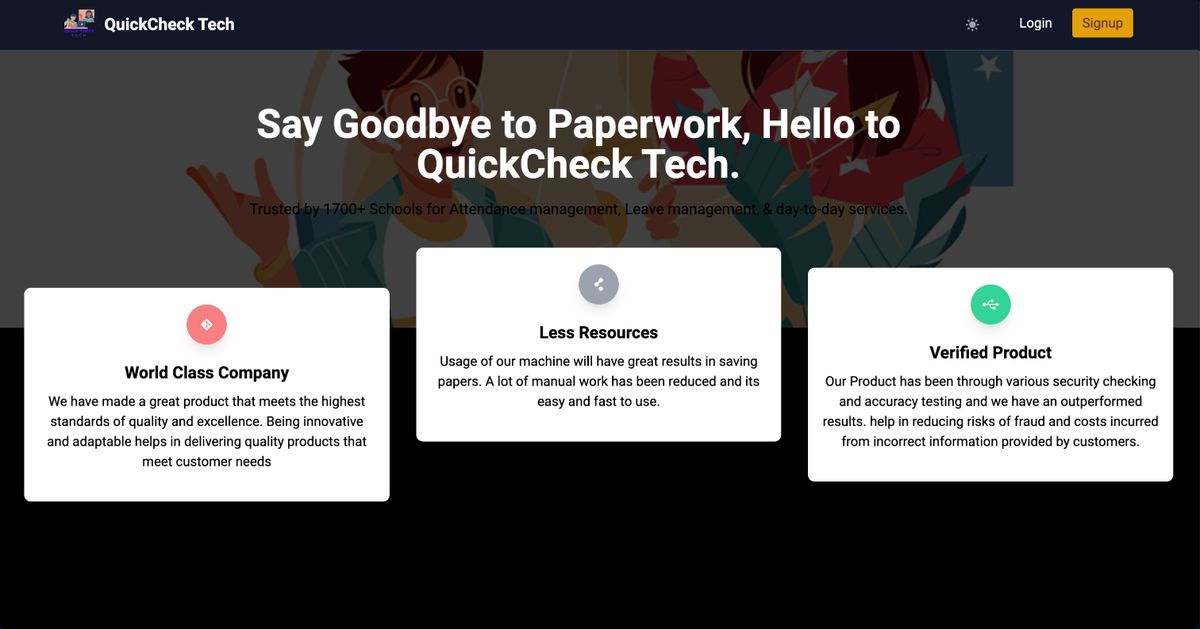 QuickCheck Tech
Login
Signup
Say Goodbye to Paperwork, Hello to
QuickCheck Tech.
Trusted by 1700+ Schools for Attendance management, Leave management, & day-to-day services.
World Class Company
We have made a great product that meets the highest
standards of quality and excellence. Being innovative
and adaptable helps in delivering quality products that
meet customer needs
Less Resources
Usage of our machine will have great results in saving
papers. A lot of manual work has been reduced and its
easy and fast to use.
Verified Product
Our Product has been through various security checking
and accuracy testing and we have an outperformed
results. help in reducing risks of fraud and costs incurred
from incorrect information provided by customers.